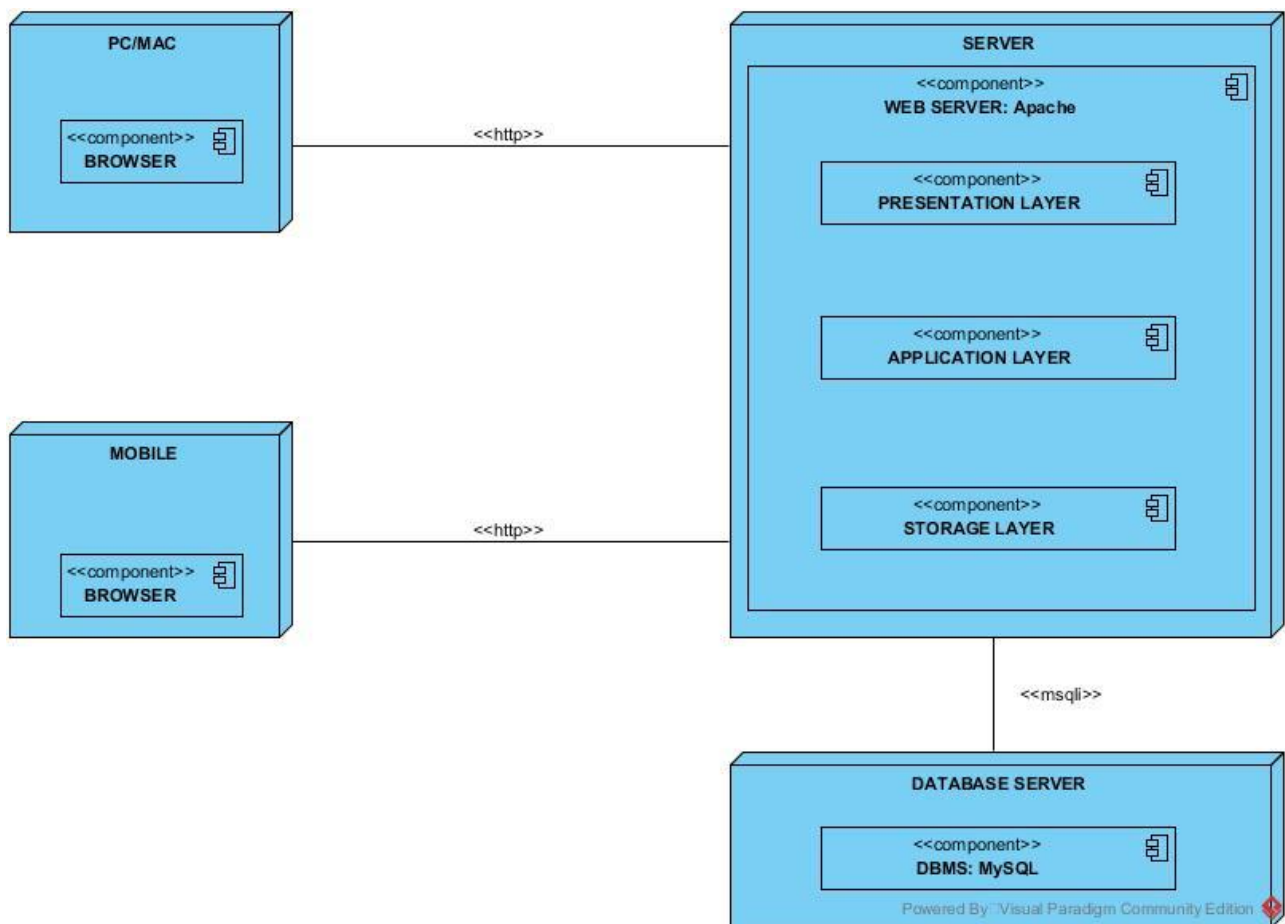 PC/MAC
<<component>>
BROWSER
<<http>>
SERVER
<<component>>
WEB SERVER: Apache
<<component>>
PRESENTATION LAYER
<<component>>
APPLICATION LAYER
<<component>>
STORAGE LAYER
MOBILE
<<component>>
BROWSER
<<http>>
<<msqli>>
DATABASE SERVER
<<component>>
DBMS: MySQL
Powered By Visual Paradigm Community Edition